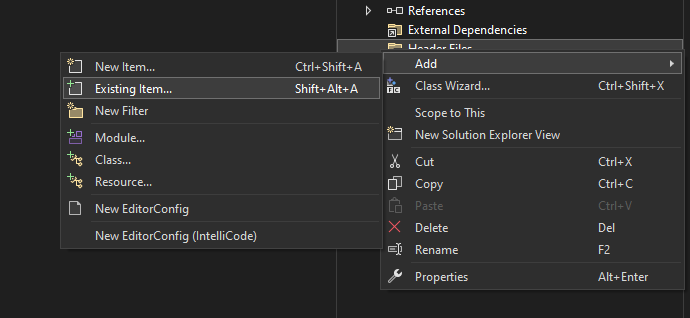 References
External Dependencies
Header Files
New Item... Ctrl+Shift+A
Existing Item... Shift+Alt+A
New Filter
Module...
Class...
Resource...
New EditorConfig
New EditorConfig (IntelliCode)
Add
Class Wizard... Ctrl+Shift+X
Scope to This
New Solution Explorer View
Cut Ctrl+X
Copy Ctrl+C
Paste Ctrl+V
Delete Del
Rename F2
Properties Alt+Enter